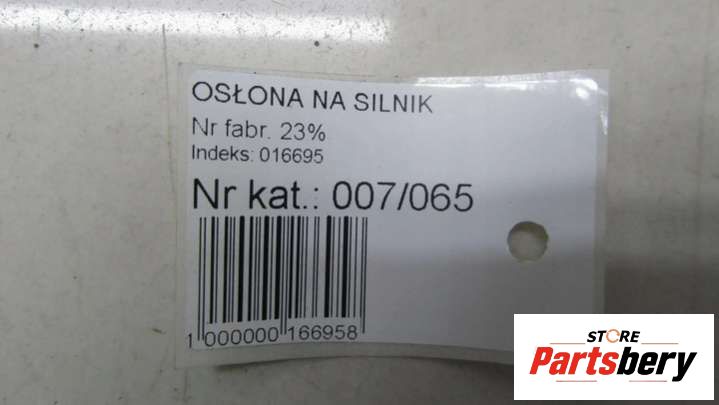 OSŁONA NA SILNIK
Nr fabr. 23%
Indeks: 016695
Nr kat.: 007/065
1 000000 166958
STORE
Partsbery